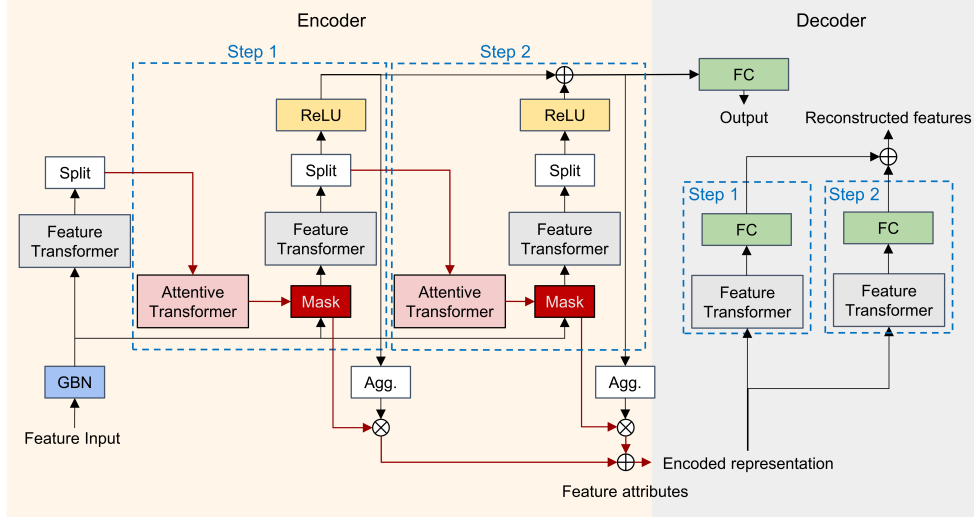 Encoder
Decoder
Step 1
Step 2
FC
ReLU
ReLU
Output
Reconstructed features
Split
Split
Split
Step 1
Step 2
Feature
Transformer
Feature
Transformer
Feature
Transformer
FC
FC
Attentive
Transformer
Mask
Attentive
Transformer
Mask
Feature
Transformer
Feature
Transformer
GBN
Agg.
Agg.
Feature Input
Encoded representation
Feature attributes